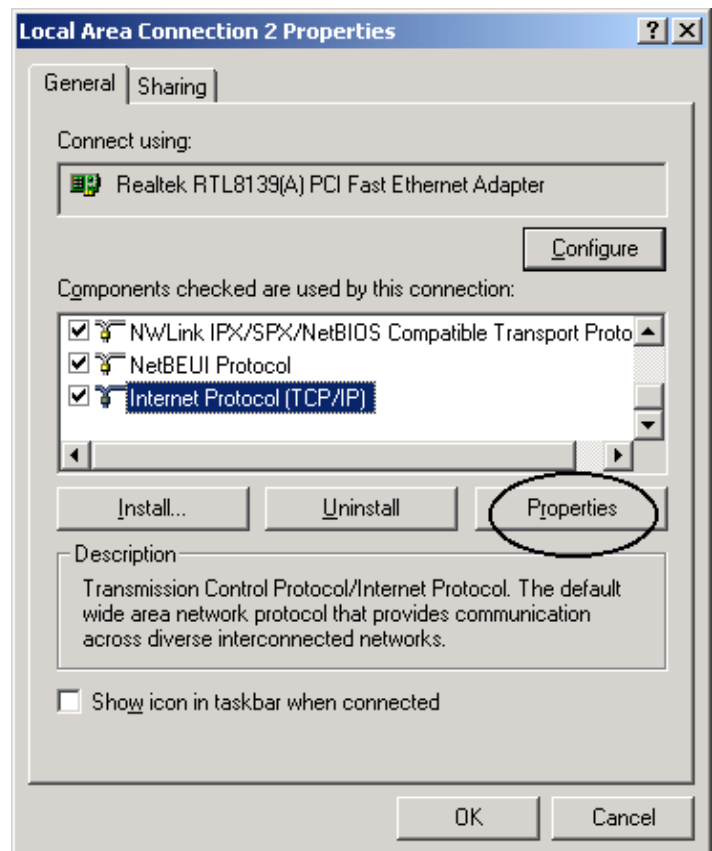 Local Area Connection 2 Properties
General Sharing
Connect using:
Realtek RTL8139(A) PCI Fast Ethernet Adapter
Configure
Components checked are used by this connection:
NWLink IPX/SPX/NetBIOS Compatible Transport Proto
NetBEUI Protocol
Internet Protocol (TCP/IP)
Install... Uninstall Properties
Description
Transmission Control Protocol/Internet Protocol. The default
wide area network protocol that provides communication
across diverse interconnected networks.
Show icon in taskbar when connected
OK Cancel